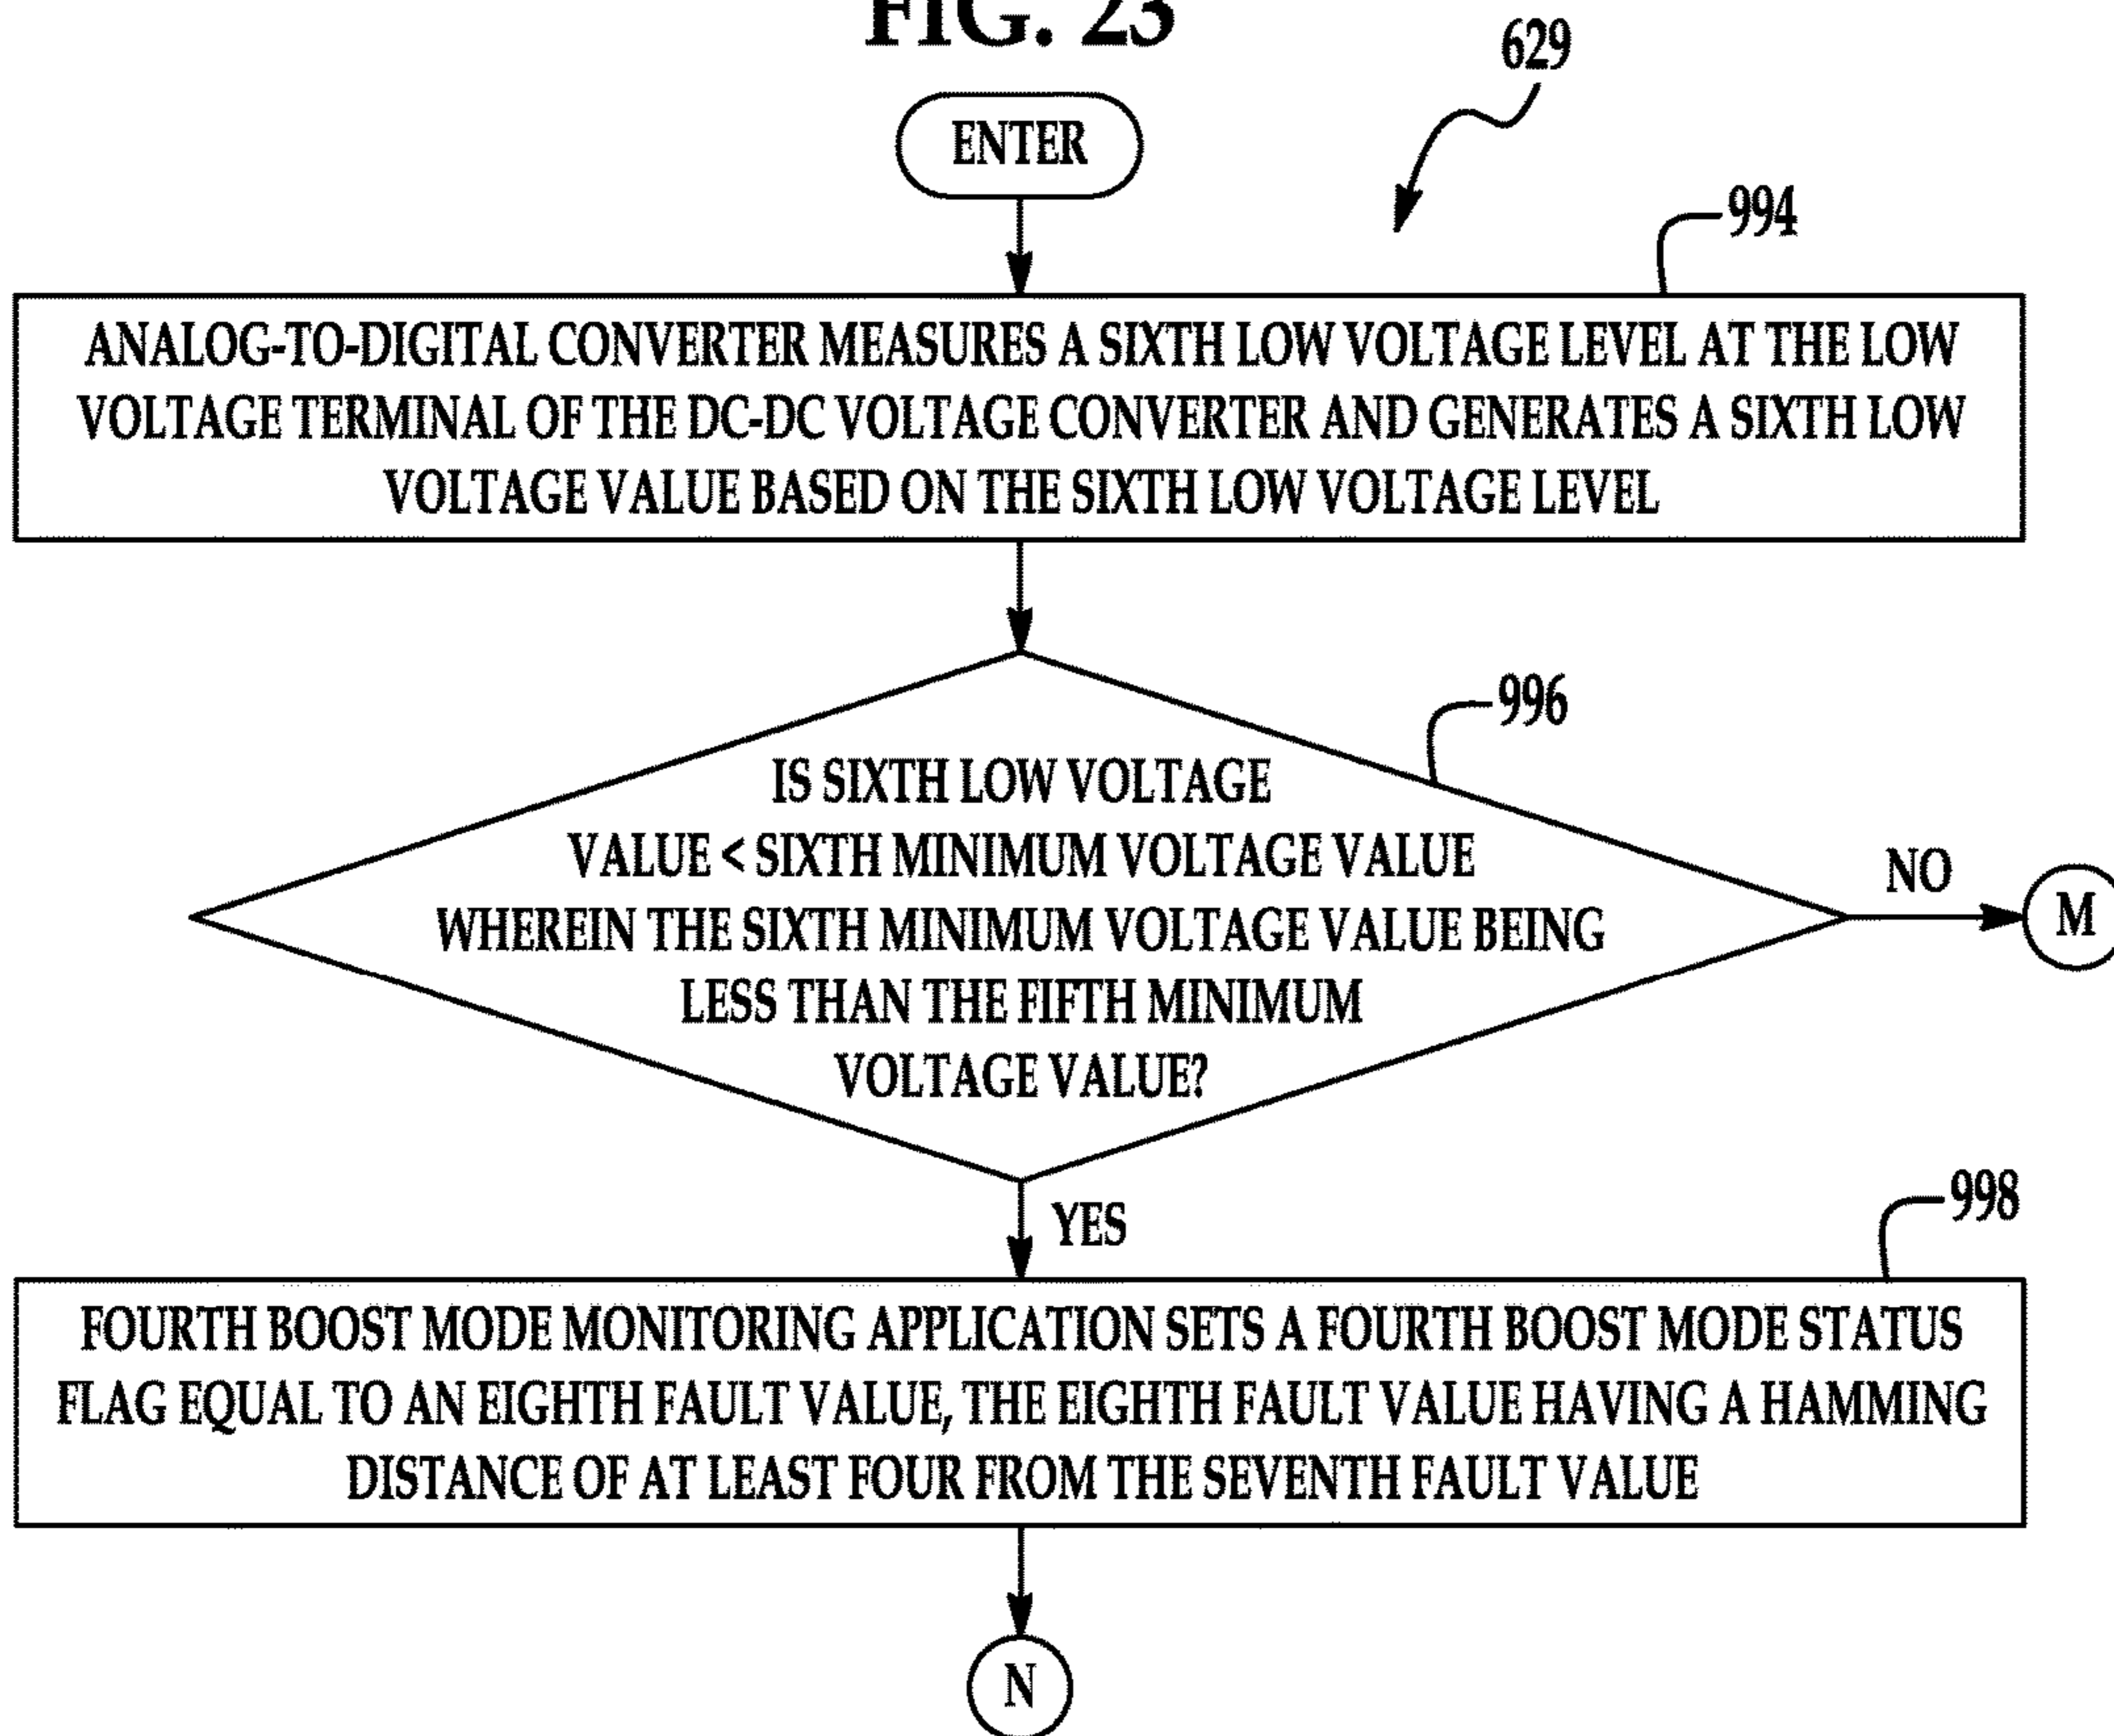 FIG. 23
629
ENTER
994
ANALOG-TO-DIGITAL CONVERTER MEASURES A SIXTH LOW VOLTAGE LEVEL AT THE LOW
VOLTAGE TERMINAL OF THE DC-DC VOLTAGE CONVERTER AND GENERATES A SIXTH LOW
VOLTAGE VALUE BASED ON THE SIXTH LOW VOLTAGE LEVEL
996
IS SIXTH LOW VOLTAGE
VALUE < SIXTH MINIMUM VOLTAGE VALUE
WHEREIN THE SIXTH MINIMUM VOLTAGE VALUE BEING
LESS THAN THE FIFTH MINIMUM
VOLTAGE VALUE?
NO
M
YES
998
FOURTH BOOST MODE MONITORING APPLICATION SETS A FOURTH BOOST MODE STATUS
FLAG EQUAL TO AN EIGHTH FAULT VALUE, THE EIGHTH FAULT VALUE HAVING A HAMMING
DISTANCE OF AT LEAST FOUR FROM THE SEVENTH FAULT VALUE
N